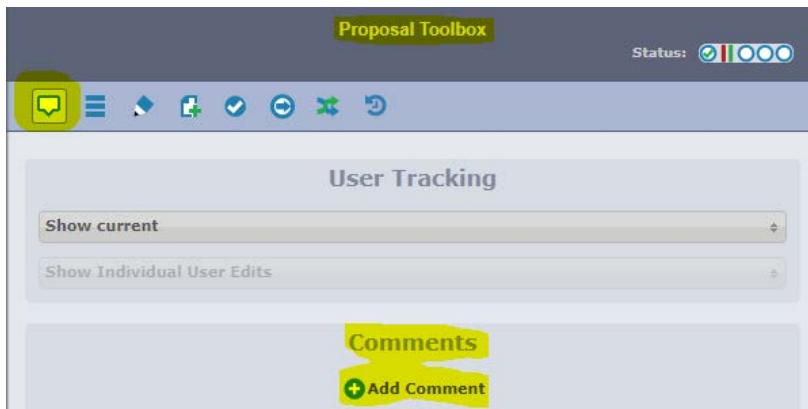 Proposal Toolbox
Status:
User Tracking
Show current
Show Individual User Edits
Comments
Add Comment